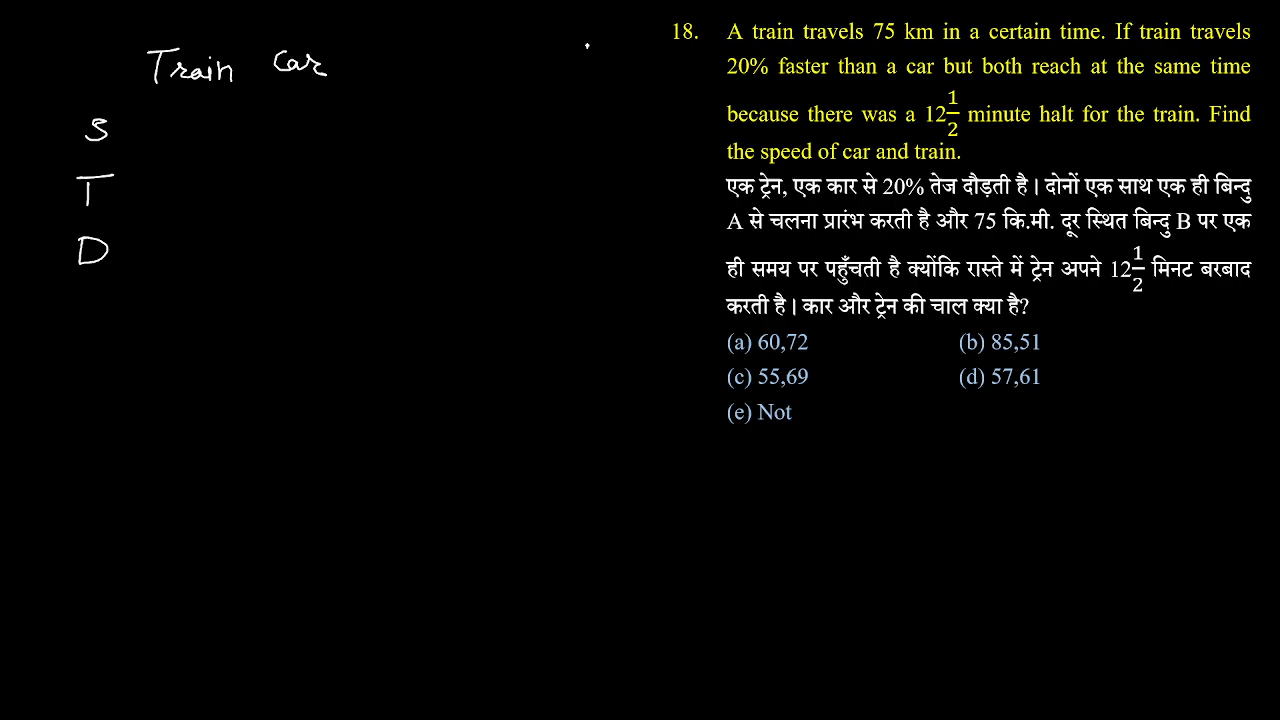 Train car
S
T
D
18. A train travels 75 km in a certain time. If train travels
20% faster than a car but both reach at the same time
because there was a 12 1/2 minute halt for the train. Find
the speed of car and train.
एक ट्रेन, एक कार से 20% तेज दौड़ती है। दोनों एक साथ एक ही बिन्दु
A से चलना प्रारंभ करती है और 75 कि.मी. दूर स्थित बिन्दु B पर एक
ही समय पर पहुँचती है क्योंकि रास्ते में ट्रेन अपने 12 1/2 मिनट बरबाद
करती है। कार और ट्रेन की चाल क्या है?
(a) 60,72 (b) 85,51
(c) 55,69 (d) 57,61
(e) Not